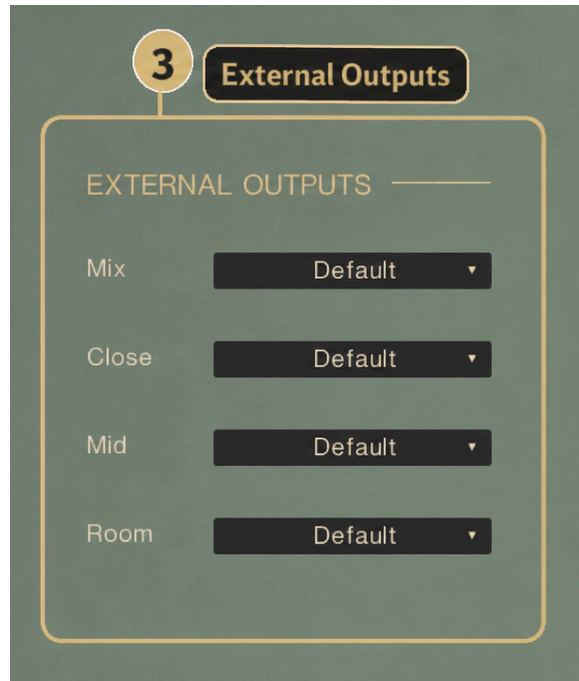 3
External Outputs
EXTERNAL OUTPUTS
Mix Default
Close Default
Mid Default
Room Default